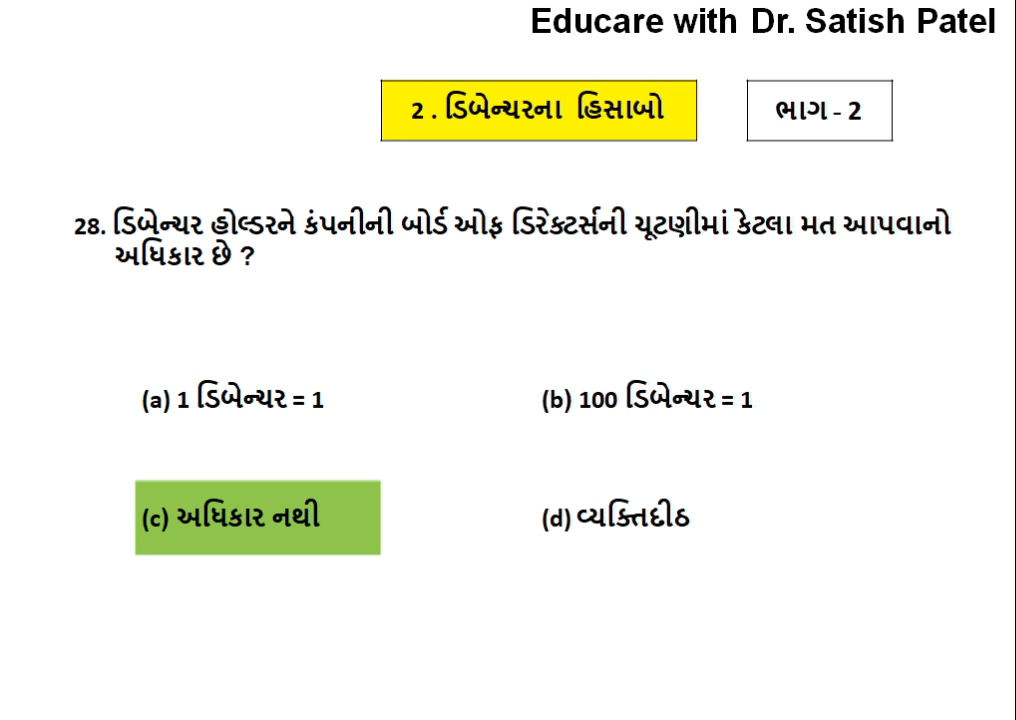 Educare with Dr. Satish Patel
2 . ડિબેન્ચરના હિસાબો
ભાગ - 2
28. ડિબેન્ચર હોલ્ડરને કંપનીની બોર્ડ ઓફ ડિરેક્ટર્સની ચૂટણીમાં કેટલા મત આપવાનો
અધિકાર છે ?
(a) 1 ડિબેન્ચર = 1
(b) 100 ડિબેન્ચર = 1
(c) અધિકાર નથી
(d) વ્યક્તિદીઠ